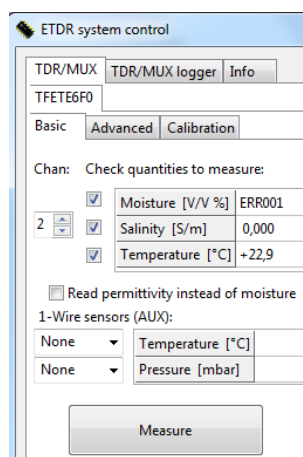 ETDR system control
TDR/MUX TDR/MUX logger Info
TFETE6F0
Basic Advanced Calibration
Chan: Check quantities to measure:
Moisture [V/V %] ERR001
2 Salinity [S/m] 0,000
Temperature [°C] +22,9
Read permittivity instead of moisture
1-Wire sensors (AUX):
None Temperature [°C]
None Pressure [mbar]
Measure